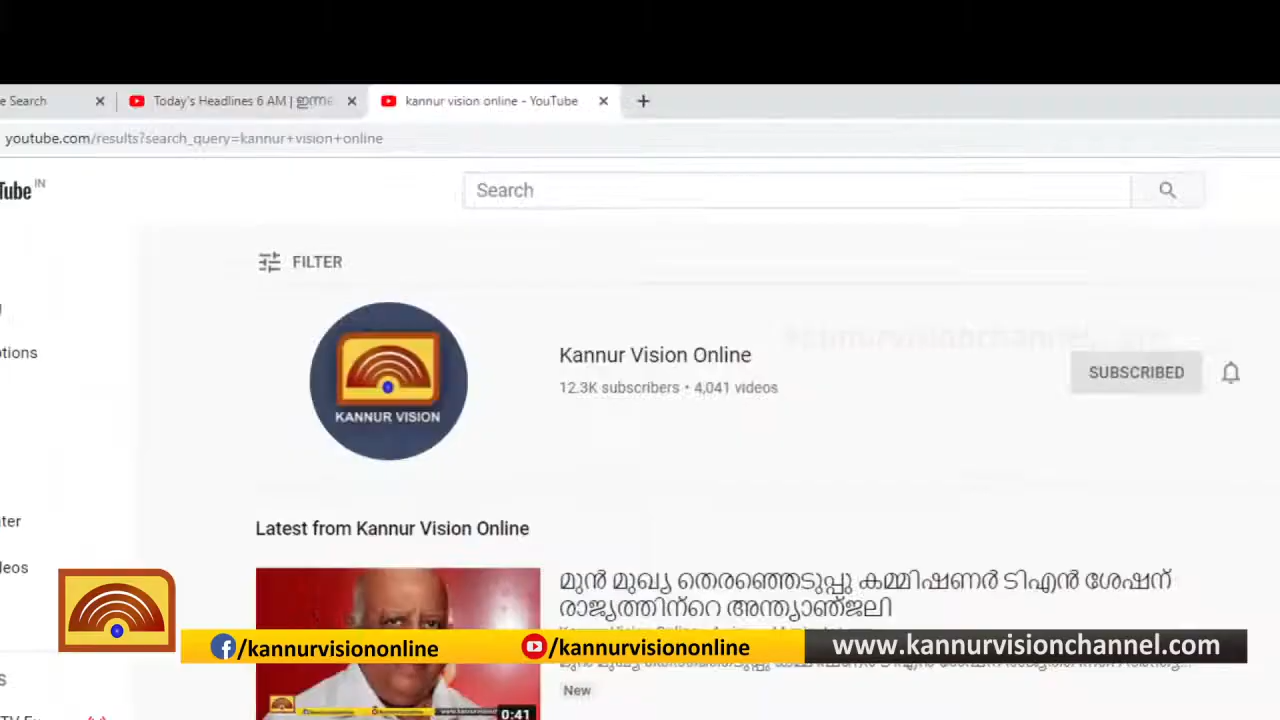 e Search
Today's Headlines 6 AM | ഇന്ന
kannur vision online - YouTube
youtube.com/results?search_query=kannur+vision+online
Tube IN
Search
FILTER
KANNUR VISION
Kannur Vision Online
12.3K subscribers • 4,041 videos
SUBSCRIBED
Latest from Kannur Vision Online
മുൻ മുഖ്യ തെരഞ്ഞെടുപ്പു കമ്മിഷണർ ടിഎൻ ശേഷന്
രാജ്യത്തിന്റെ അന്ത്യാഞ്ജലി
/kannurvisiononline
/kannurvisiononline
www.kannurvisionchannel.com
New
0:41